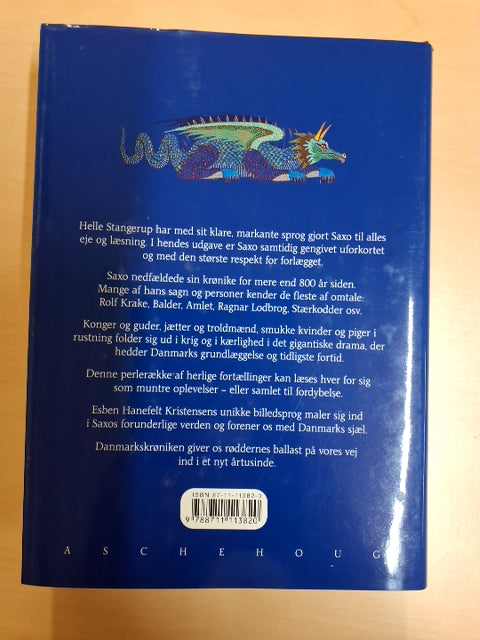 Helle Stangerup har med sit klare, markante sprog gjort Saxo til alles
eje og læsning. I hendes udgave er Saxo samtidig gengivet uforkortet
og med den største respekt for forlægget.
Saxo nedfældede sin krønike for mere end 800 år siden.
Mange af hans sagn og personer kender de fleste af omtale:
Rolf Krake, Balder, Amlet, Ragnar Lodbrog, Stærkodder osv.
Konger og guder, jætter og troldmænd, smukke kvinder og piger i
rustning folder sig ud i krig og i kærlighed i det gigantiske drama, der
hedder Danmarks grundlæggelse og tidligste fortid.
Denne perlerække af herlige fortællinger kan læses hver for sig
som muntre oplevelser – eller samlet til fordybelse.
Esben Hanefelt Kristensens unikke billedsprog maler sig ind
i Saxos forunderlige verden og forener os med Danmarks sjæl.
Danmarkskrøniken giver os røddernes ballast på vores vej
ind i et nyt årtusinde.
ISBN 87-11-11382-0
9 788711 113820
ASCHEHOUG